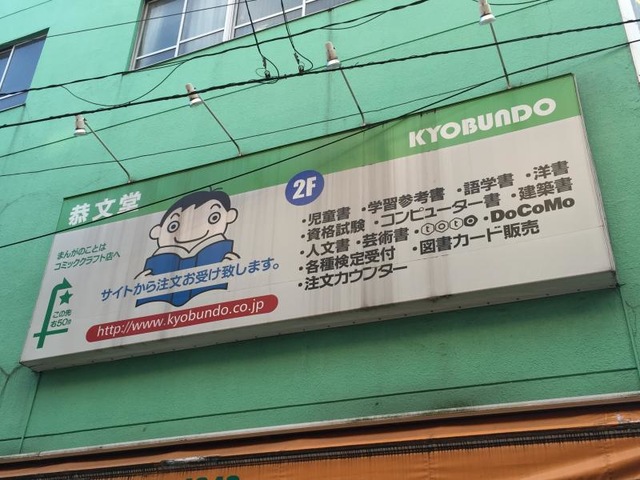 恭文堂
KYOBUNDO
まんがのことは
コミッククラフト店へ
この先
右50m
サイトから注文お受け致します。
http://www.kyobundo.co.jp
2F
・児童書 ・学習参考書 ・語学書 ・洋書
・資格試験 ・コンピューター書 ・建築書
・人文書 ・芸術書 ・toto ・DoCoMo
・各種検定受付 ・図書カード販売
・注文カウンター